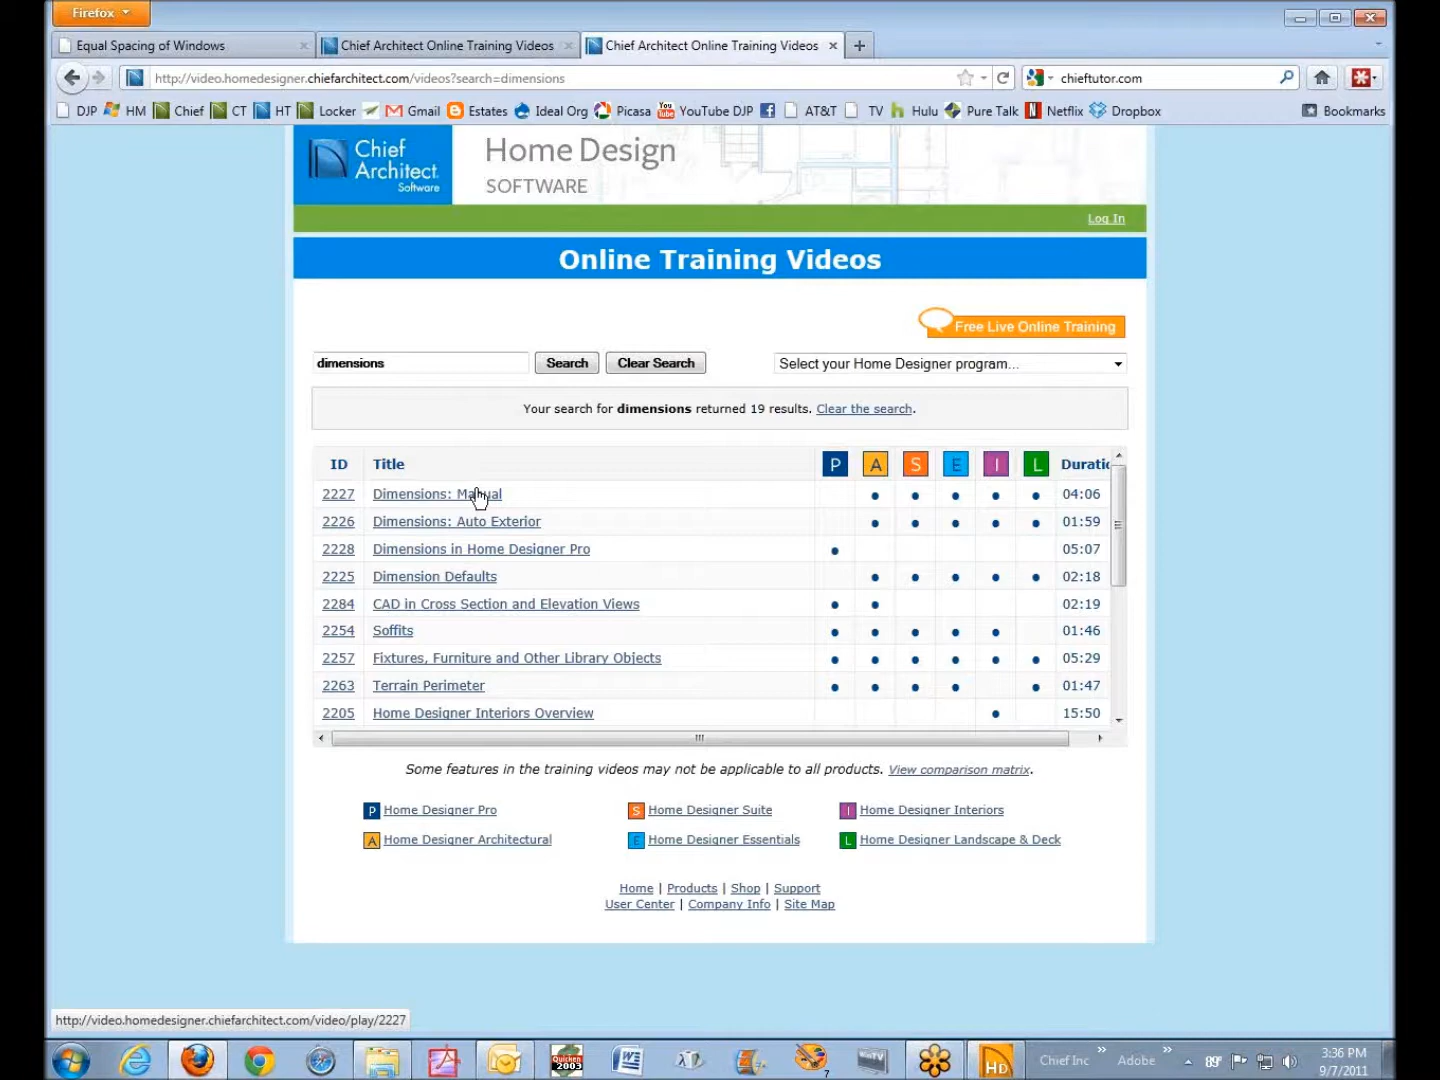 Firefox
Equal Spacing of Windows
Chief Architect Online Training Videos
Chief Architect Online Training Videos
http://video.homedesigner.chiefarchitect.com/videos?search=dimensions
chieftutor.com
DJP HM Chief CT HT Locker Gmail Estates Ideal Org Picasa YouTube DJP AT&T TV Hulu Pure Talk Netflix Dropbox Bookmarks
Chief Architect Software
Home Design
SOFTWARE
Log In
Online Training Videos
Free Live Online Training
dimensions Search Clear Search Select your Home Designer program...
Your search for dimensions returned 19 results. Clear the search.
ID Title P A S E I L Duratic
2227 Dimensions: Manual 04:06
2226 Dimensions: Auto Exterior 01:59
2228 Dimensions in Home Designer Pro 05:07
2225 Dimension Defaults 02:18
2284 CAD in Cross Section and Elevation Views 02:19
2254 Soffits 01:46
2257 Fixtures, Furniture and Other Library Objects 05:29
2263 Terrain Perimeter 01:47
2205 Home Designer Interiors Overview 15:50
Some features in the training videos may not be applicable to all products. View comparison matrix.
P Home Designer Pro S Home Designer Suite I Home Designer Interiors
A Home Designer Architectural E Home Designer Essentials L Home Designer Landscape & Deck
Home | Products | Shop | Support
User Center | Company Info | Site Map
http://video.homedesigner.chiefarchitect.com/video/play/2227
Quicken 2003 W HD Chief Inc » Adobe » 89° 3:36 PM
9/7/2011